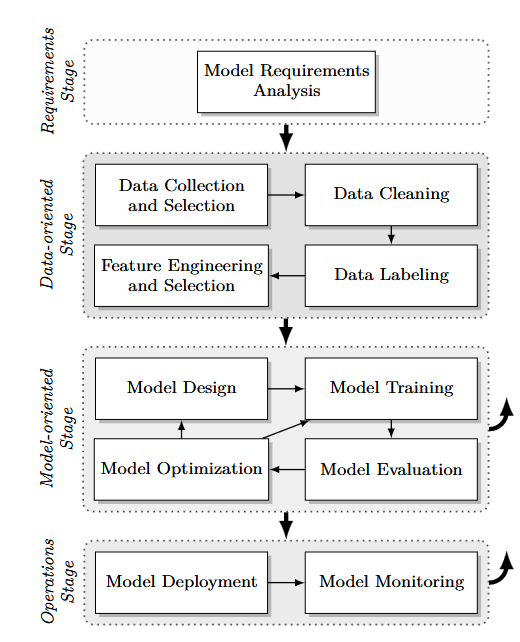 Requirements
Stage
Model Requirements
Analysis
Data-oriented
Stage
Data Collection
and Selection
Data Cleaning
Feature Engineering
and Selection
Data Labeling
Model-oriented
Stage
Model Design
Model Training
Model Optimization
Model Evaluation
Operations
Stage
Model Deployment
Model Monitoring